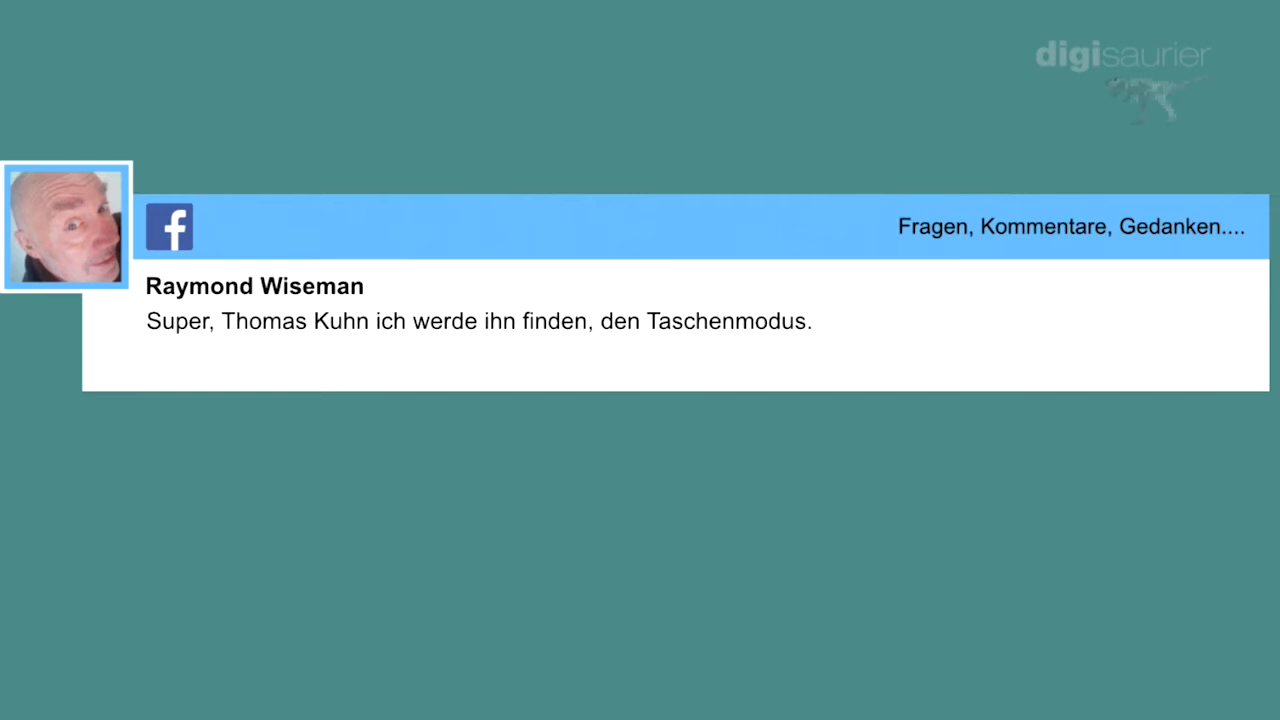 digisaurier
Fragen, Kommentare, Gedanken....
Raymond Wiseman
Super, Thomas Kuhn ich werde ihn finden, den Taschenmodus.